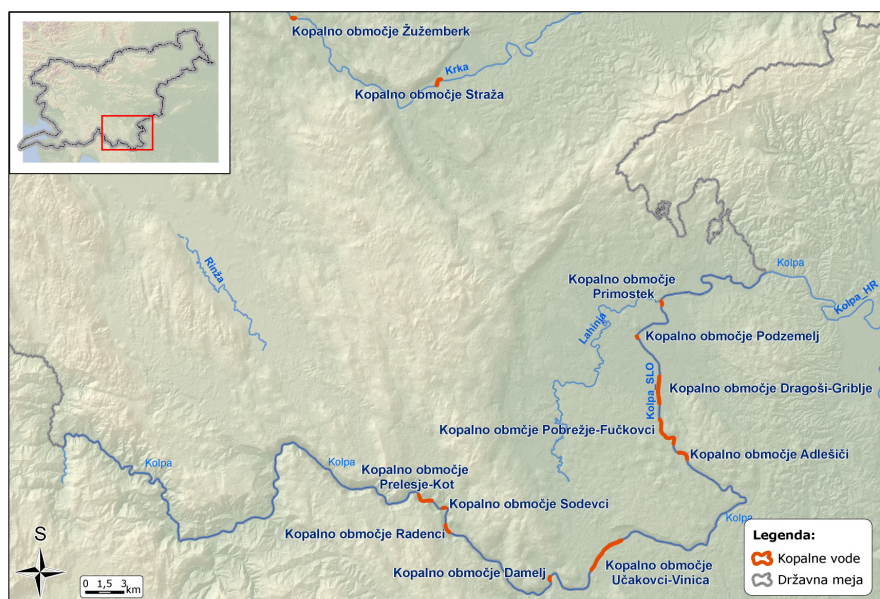 Kopalno območje Žužemberk
Krka
Kopalno območje Straža
Rinža
Kolpa
Kopalno območje
Primostek
Kolpa_HR
Lahinja
Kopalno območje Podzemelj
Kolpa_SLO
Kopalno območje Dragoši-Griblje
Kopalno obmčje Pobrežje-Fučkovci
Kopalno območje Adlešiči
Kolpa
Kolpa
Kopalno območje
Prelesje-Kot
Kopalno območje Sodevci
Kolpa
Kopalno območje Radenci
Kopalno območje Damelj
Kopalno območje
Učakovci-Vinica
Legenda:
Kopalne vode
Državna meja
S
0 1,5 3
km